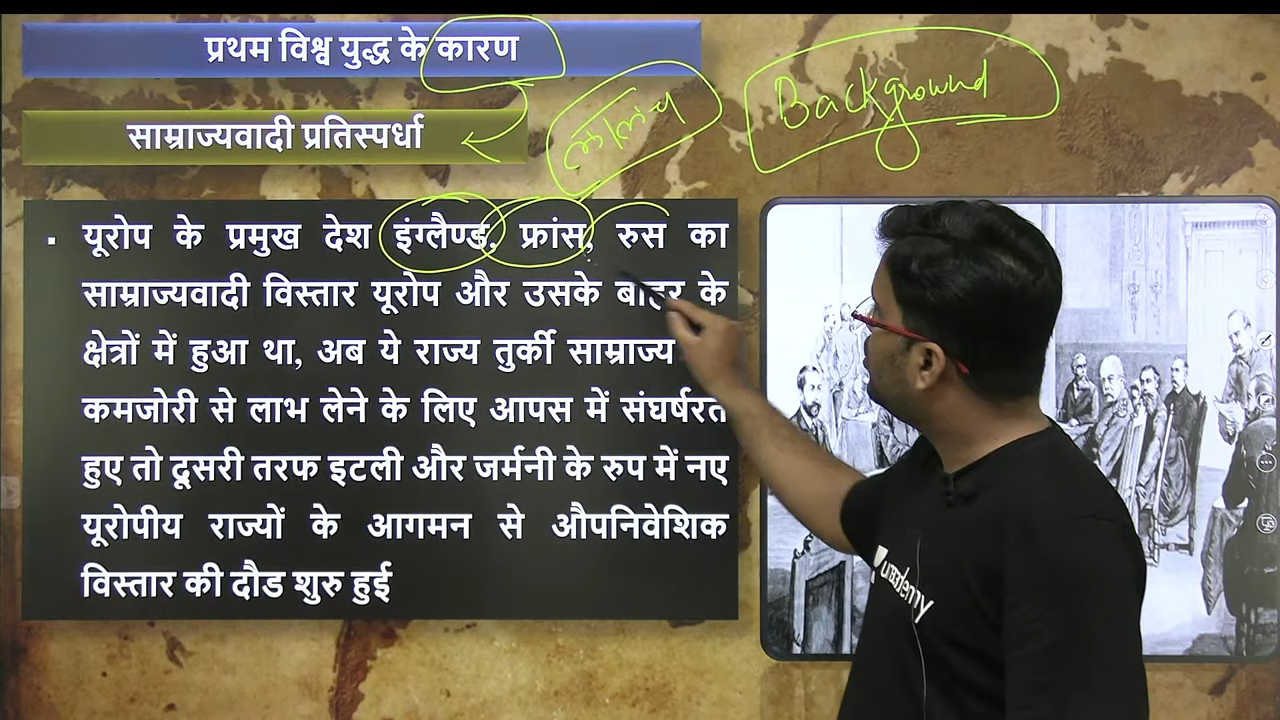 प्रथम विश्व युद्ध के कारण
Background
साम्राज्यवादी प्रतिस्पर्धा
▪ यूरोप के प्रमुख देश इंग्लैण्ड, फ्रांस, रुस का
साम्राज्यवादी विस्तार यूरोप और उसके बाहर के
क्षेत्रों में हुआ था, अब ये राज्य तुर्की साम्राज्य
कमजोरी से लाभ लेने के लिए आपस में संघर्षरत
हुए तो दूसरी तरफ इटली और जर्मनी के रुप में नए
यूरोपीय राज्यों के आगमन से औपनिवेशिक
विस्तार की दौड शुरु हुई
unacademy